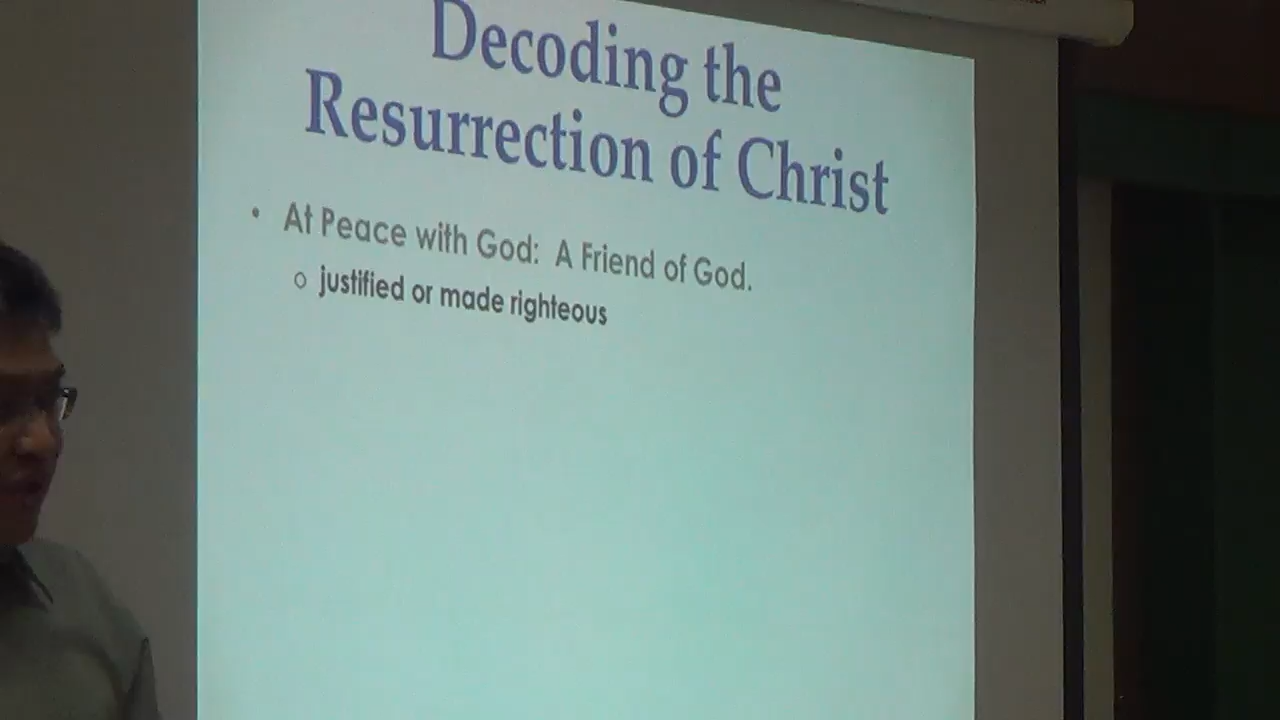 Decoding the
Resurrection of Christ
• At Peace with God: A Friend of God.
o justified or made righteous